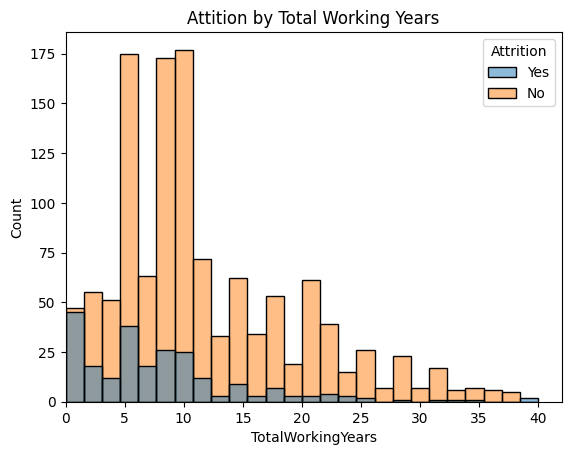 Attition by Total Working Years
Attrition
Yes
No
175
150
125
100
75
50
25
0
Count
0 5 10 15 20 25 30 35 40
TotalWorkingYears